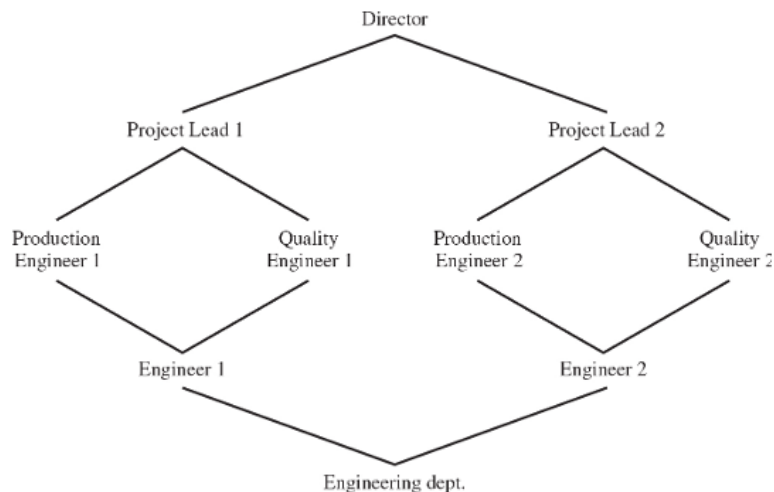 Director
Project Lead 1
Project Lead 2
Production
Engineer 1
Quality
Engineer 1
Production
Engineer 2
Quality
Engineer 2
Engineer 1
Engineer 2
Engineering dept.